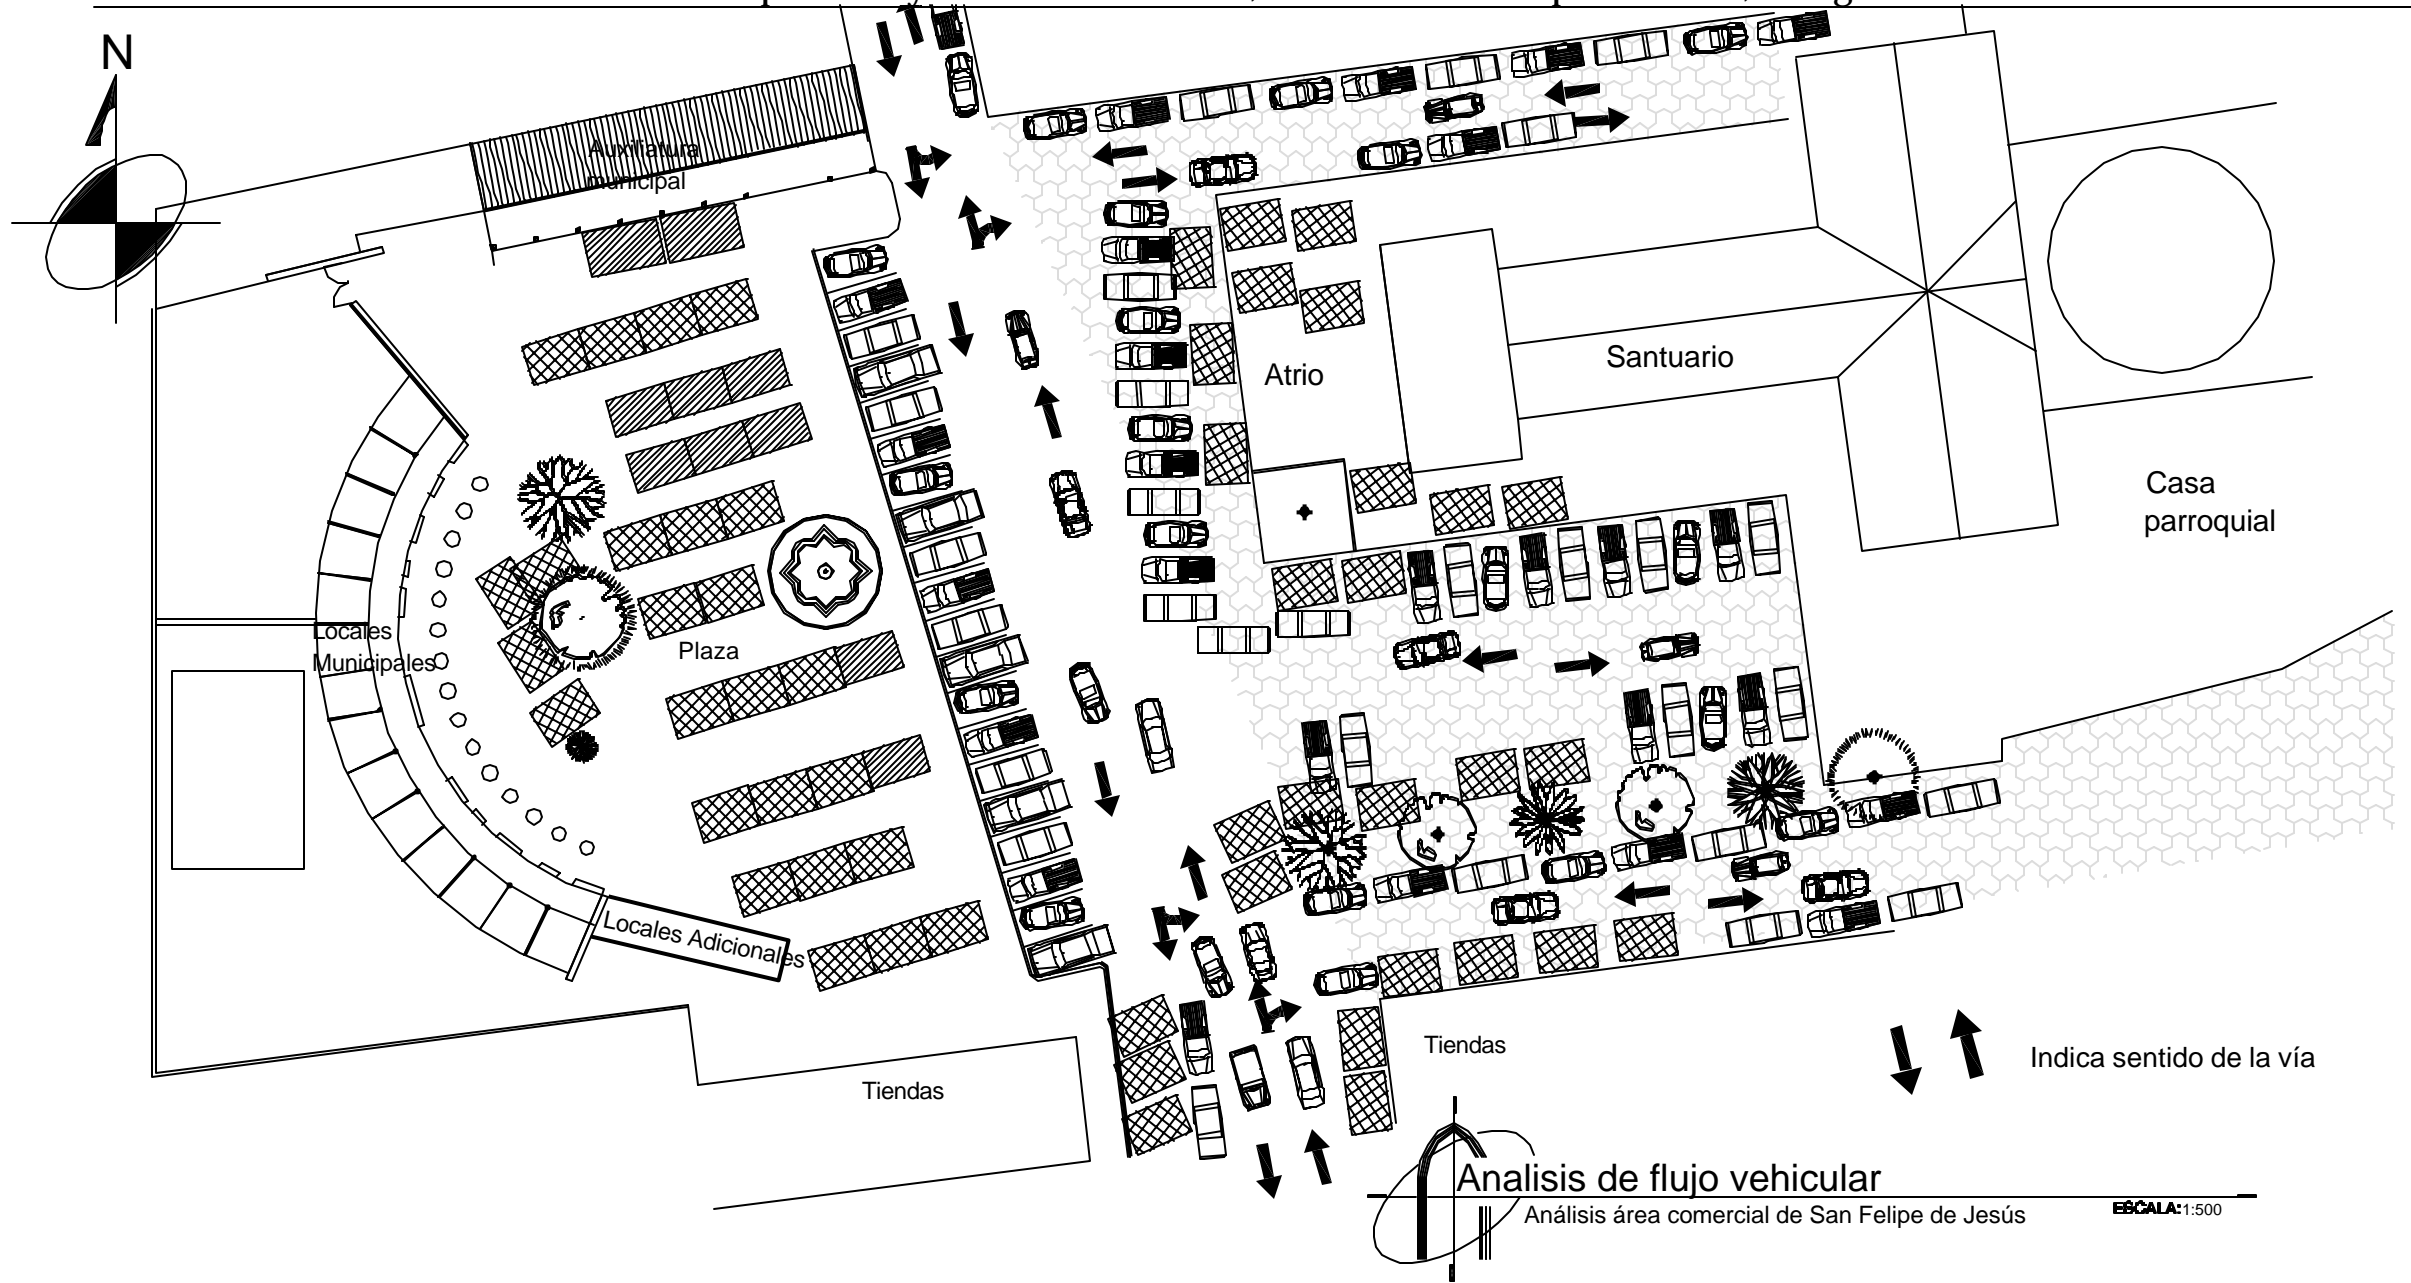 N
Auxiliatura
municipal
Atrio
Santuario
Casa
parroquial
Locales
Municipales
Plaza
Locales Adicionales
Tiendas
Tiendas
Indica sentido de la vía
Analisis de flujo vehicular
Análisis área comercial de San Felipe de Jesús
ESCALA:1:500